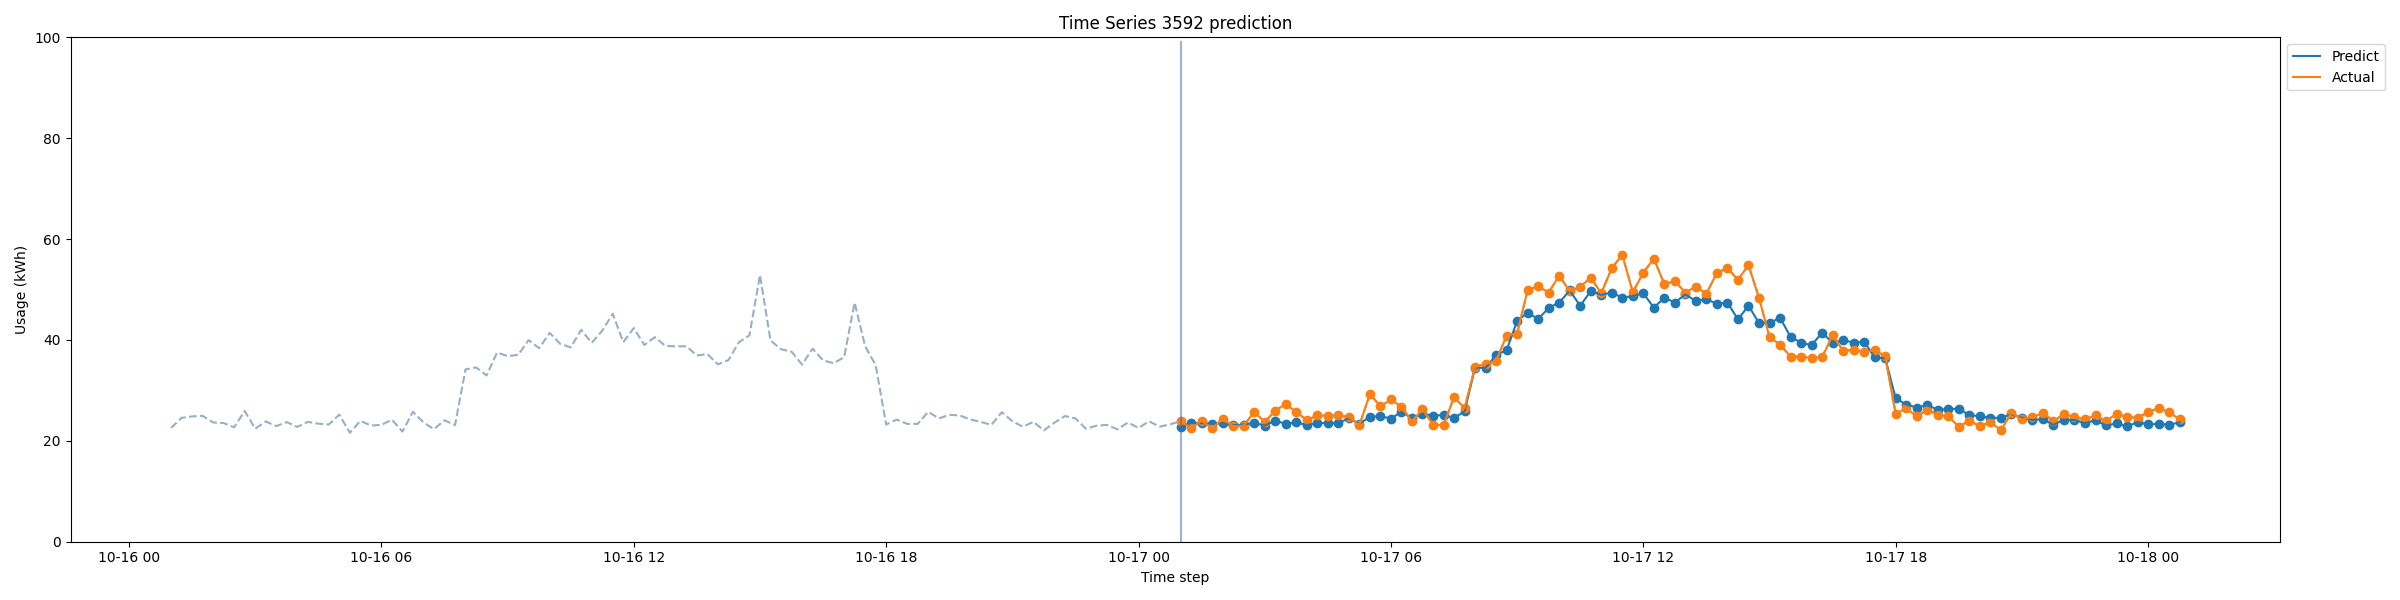 Time Series 3592 prediction
100
80
60
40
20
0
Usage (kWh)
Predict
Actual
10-16 00 10-16 06 10-16 12 10-16 18 10-17 00 10-17 06 10-17 12 10-17 18 10-18 00
Time step